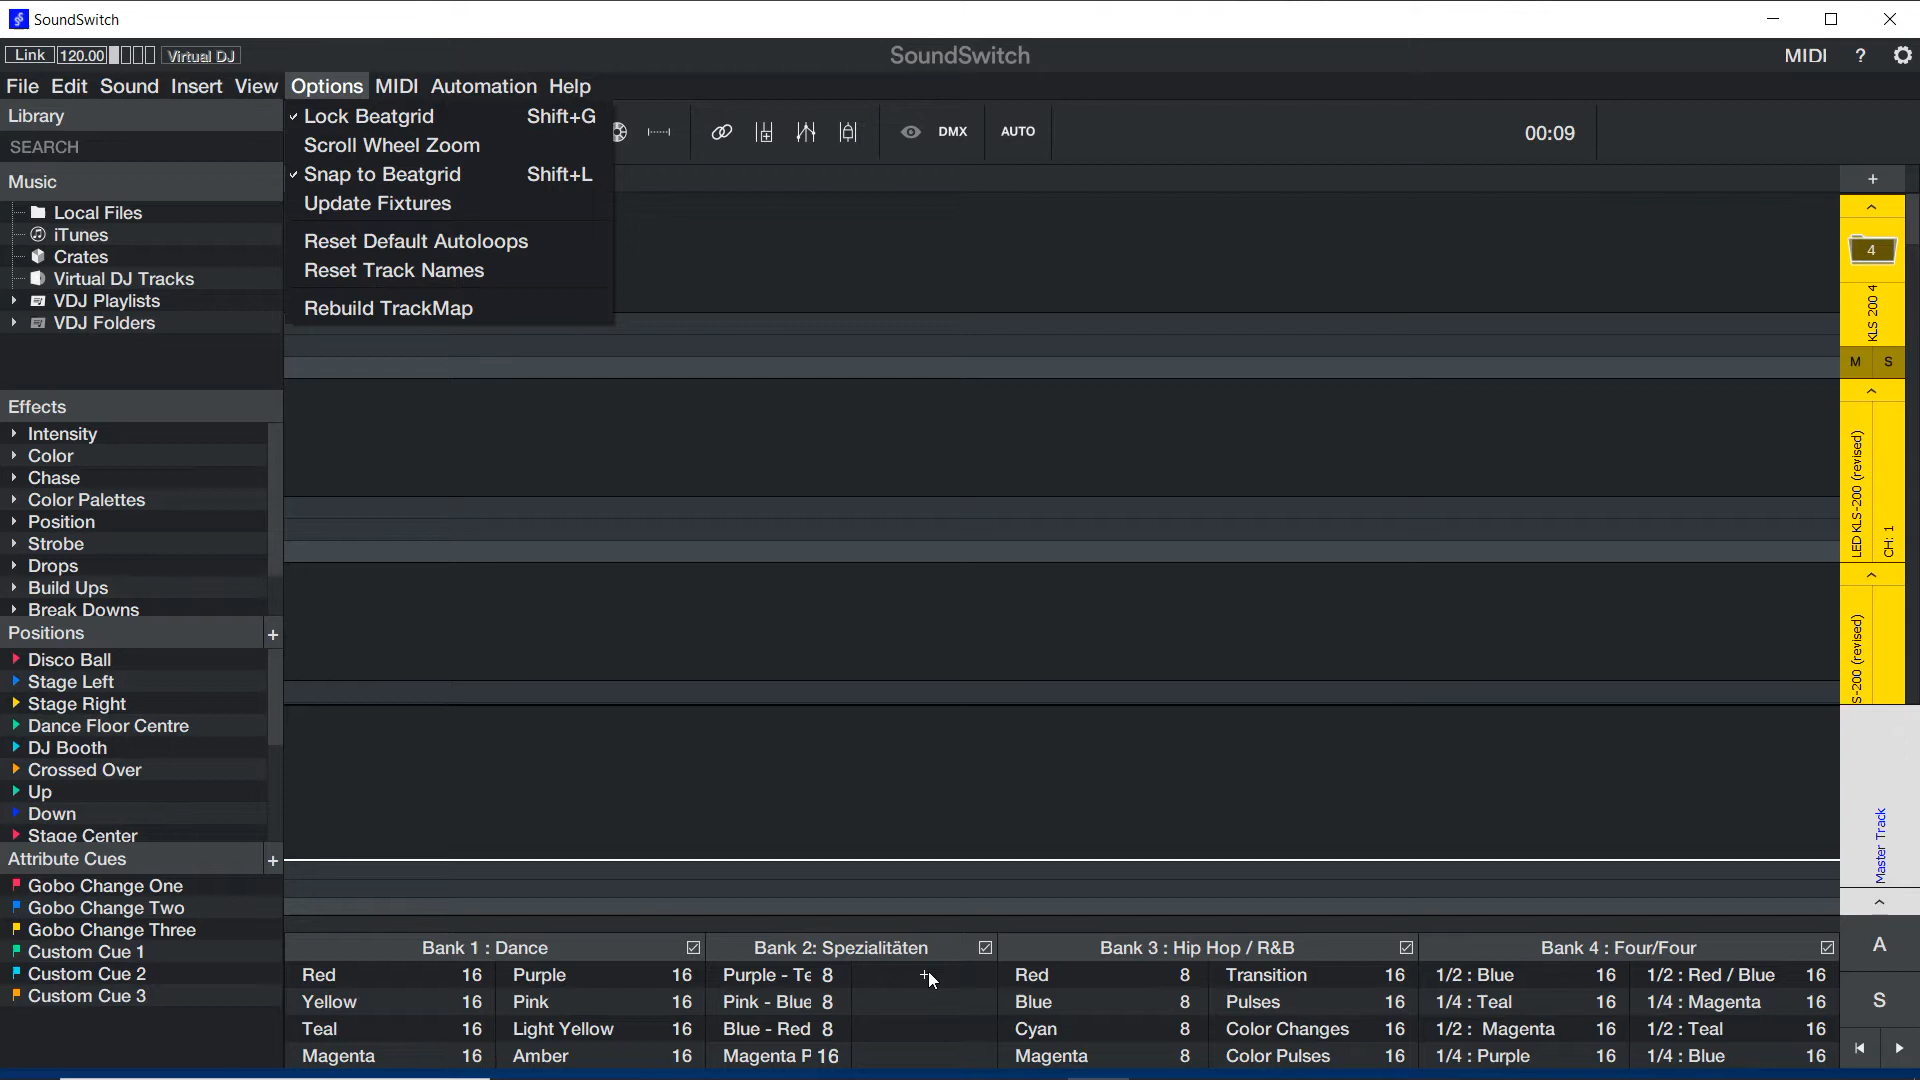 SoundSwitch
Link 120.00 Virtual DJ
SoundSwitch
MIDI ?
File Edit Sound Insert View Options MIDI Automation Help
Library
SEARCH
Music
Local Files
iTunes
Crates
Virtual DJ Tracks
VDJ Playlists
VDJ Folders
Lock Beatgrid Shift+G
Scroll Wheel Zoom
Snap to Beatgrid Shift+L
Update Fixtures
Reset Default Autoloops
Reset Track Names
Rebuild TrackMap
DMX
AUTO
00:09
+
4
KLS 200 4
M S
LED KLS-200 (revised)
CH: 1
S-200 (revised)
Master Track
A
S
Effects
Intensity
Color
Chase
Color Palettes
Position
Strobe
Drops
Build Ups
Break Downs
Positions +
Disco Ball
Stage Left
Stage Right
Dance Floor Centre
DJ Booth
Crossed Over
Up
Down
Stage Center
Attribute Cues +
Gobo Change One
Gobo Change Two
Gobo Change Three
Custom Cue 1
Custom Cue 2
Custom Cue 3
Bank 1 : Dance
Red 16 Purple 16
Yellow 16 Pink 16
Teal 16 Light Yellow 16
Magenta 16 Amber 16
Bank 2: Spezialitäten
Purple - Te 8
Pink - Blue 8
Blue - Red 8
Magenta P 16
Bank 3 : Hip Hop / R&B
Red 8 Transition 16
Blue 8 Pulses 16
Cyan 8 Color Changes 16
Magenta 8 Color Pulses 16
Bank 4 : Four/Four
1/2 : Blue 16 1/2 : Red / Blue 16
1/4 : Teal 16 1/4 : Magenta 16
1/2 : Magenta 16 1/2 : Teal 16
1/4 : Purple 16 1/4 : Blue 16